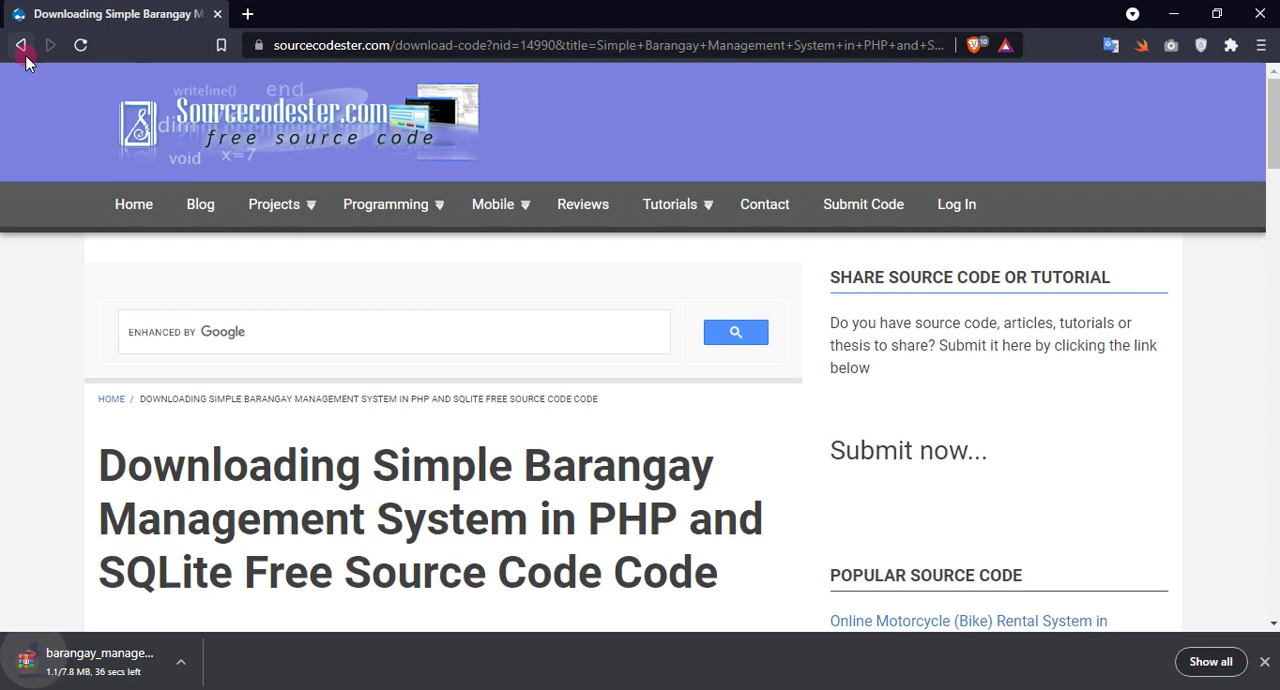 Downloading Simple Barangay M
sourcecodester.com/download-code?nid=14990&title=Simple+Barangay+Management+System+in+PHP+and+S...
10
writeline()
end
Sourcecodester.com
dim
free source code
void
x=7
Home
Blog
Projects
Programming
Mobile
Reviews
Tutorials
Contact
Submit Code
Log In
ENHANCED BY Google
HOME / DOWNLOADING SIMPLE BARANGAY MANAGEMENT SYSTEM IN PHP AND SQLITE FREE SOURCE CODE CODE
Downloading Simple Barangay
Management System in PHP and
SQLite Free Source Code Code
SHARE SOURCE CODE OR TUTORIAL
Do you have source code, articles, tutorials or
thesis to share? Submit it here by clicking the link
below
Submit now...
POPULAR SOURCE CODE
Online Motorcycle (Bike) Rental System in
barangay_manage...
1.1/7.8 MB, 36 secs left
Show all